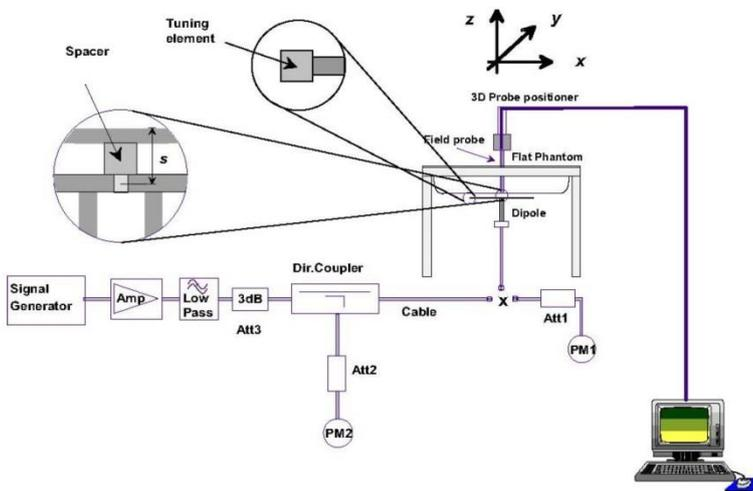 Tuning
element
Spacer
z
y
x
3D Probe positioner
s
Field probe
Flat Phantom
Dipole
Dir.Coupler
Signal
Generator
Amp
Low
Pass
3dB
Att3
Cable
x
Att1
PM1
Att2
PM2